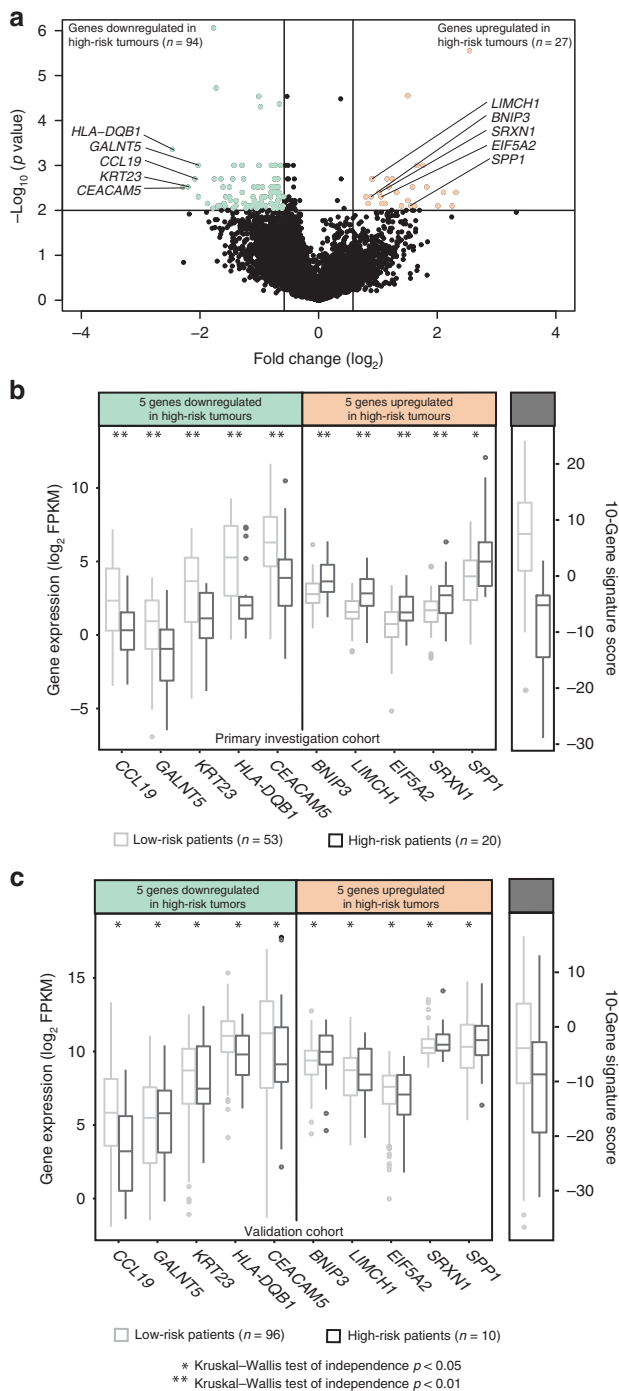 a
Genes downregulated in
high-risk tumours (n = 94)
Genes upregulated in
high-risk tumours (n = 27)
6
5
4
3
2
1
0
–Log10 (p value)
HLA–DQB1
GALNT5
CCL19
KRT23
CEACAM5
LIMCH1
BNIP3
SRXN1
EIF5A2
SPP1
–4 –2 0 2 4
Fold change (log2)
b
5 genes downregulated
in high-risk tumours
5 genes upregulated
in high-risk tumours
** ** ** ** ** ** ** ** ** *
10
5
0
–5
Gene expression (log2 FPKM)
20
10
0
–10
–20
–30
10-Gene signature score
Primary investigation cohort
CCL19 GALNT5 KRT23 HLA-DQB1 CEACAM5 BNIP3 LIMCH1 EIF5A2 SRXN1 SPP1
Low-risk patients (n = 53) High-risk patients (n = 20)
c
5 genes downregulated
in high-risk tumours
5 genes upregulated
in high-risk tumours
* * * * * * * * * *
15
10
5
0
Gene expression (log2 FPKM)
10
0
–10
–20
–30
10-Gene signature score
Validation cohort
CCL19 GALNT5 KRT23 HLA-DQB1 CEACAM5 BNIP3 LIMCH1 EIF5A2 SRXN1 SPP1
Low-risk patients (n = 96) High-risk patients (n = 10)
* Kruskal–Wallis test of independence p < 0.05
** Kruskal–Wallis test of independence p < 0.01